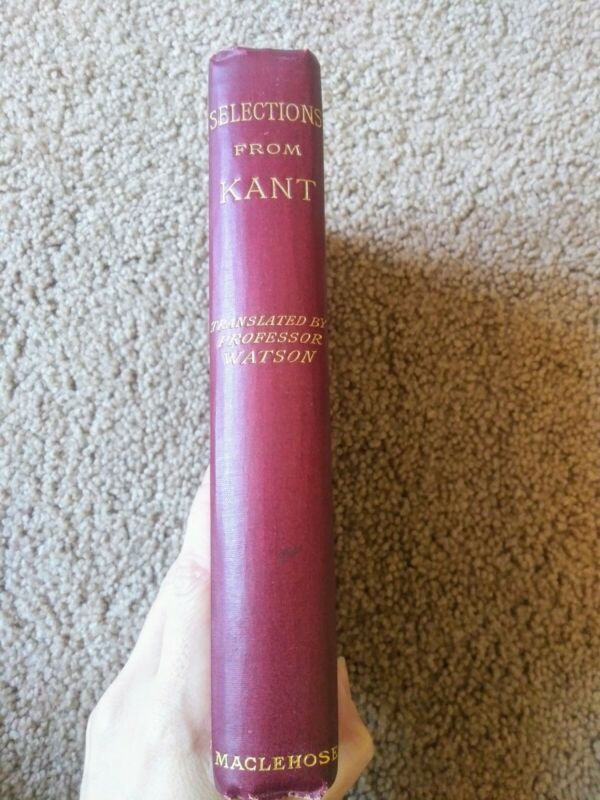 SELECTIONS
FROM
KANT
TRANSLATED BY
PROFESSOR
WATSON
MACLEHOSE